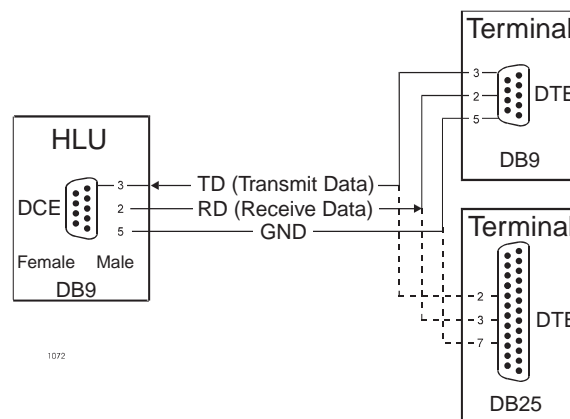 HLU
DCE
3
2
5
Female Male
DB9
TD (Transmit Data)
RD (Receive Data)
GND
Terminal
3
2
5
DTE
DB9
Terminal
2
3
7
DTE
DB25
1072